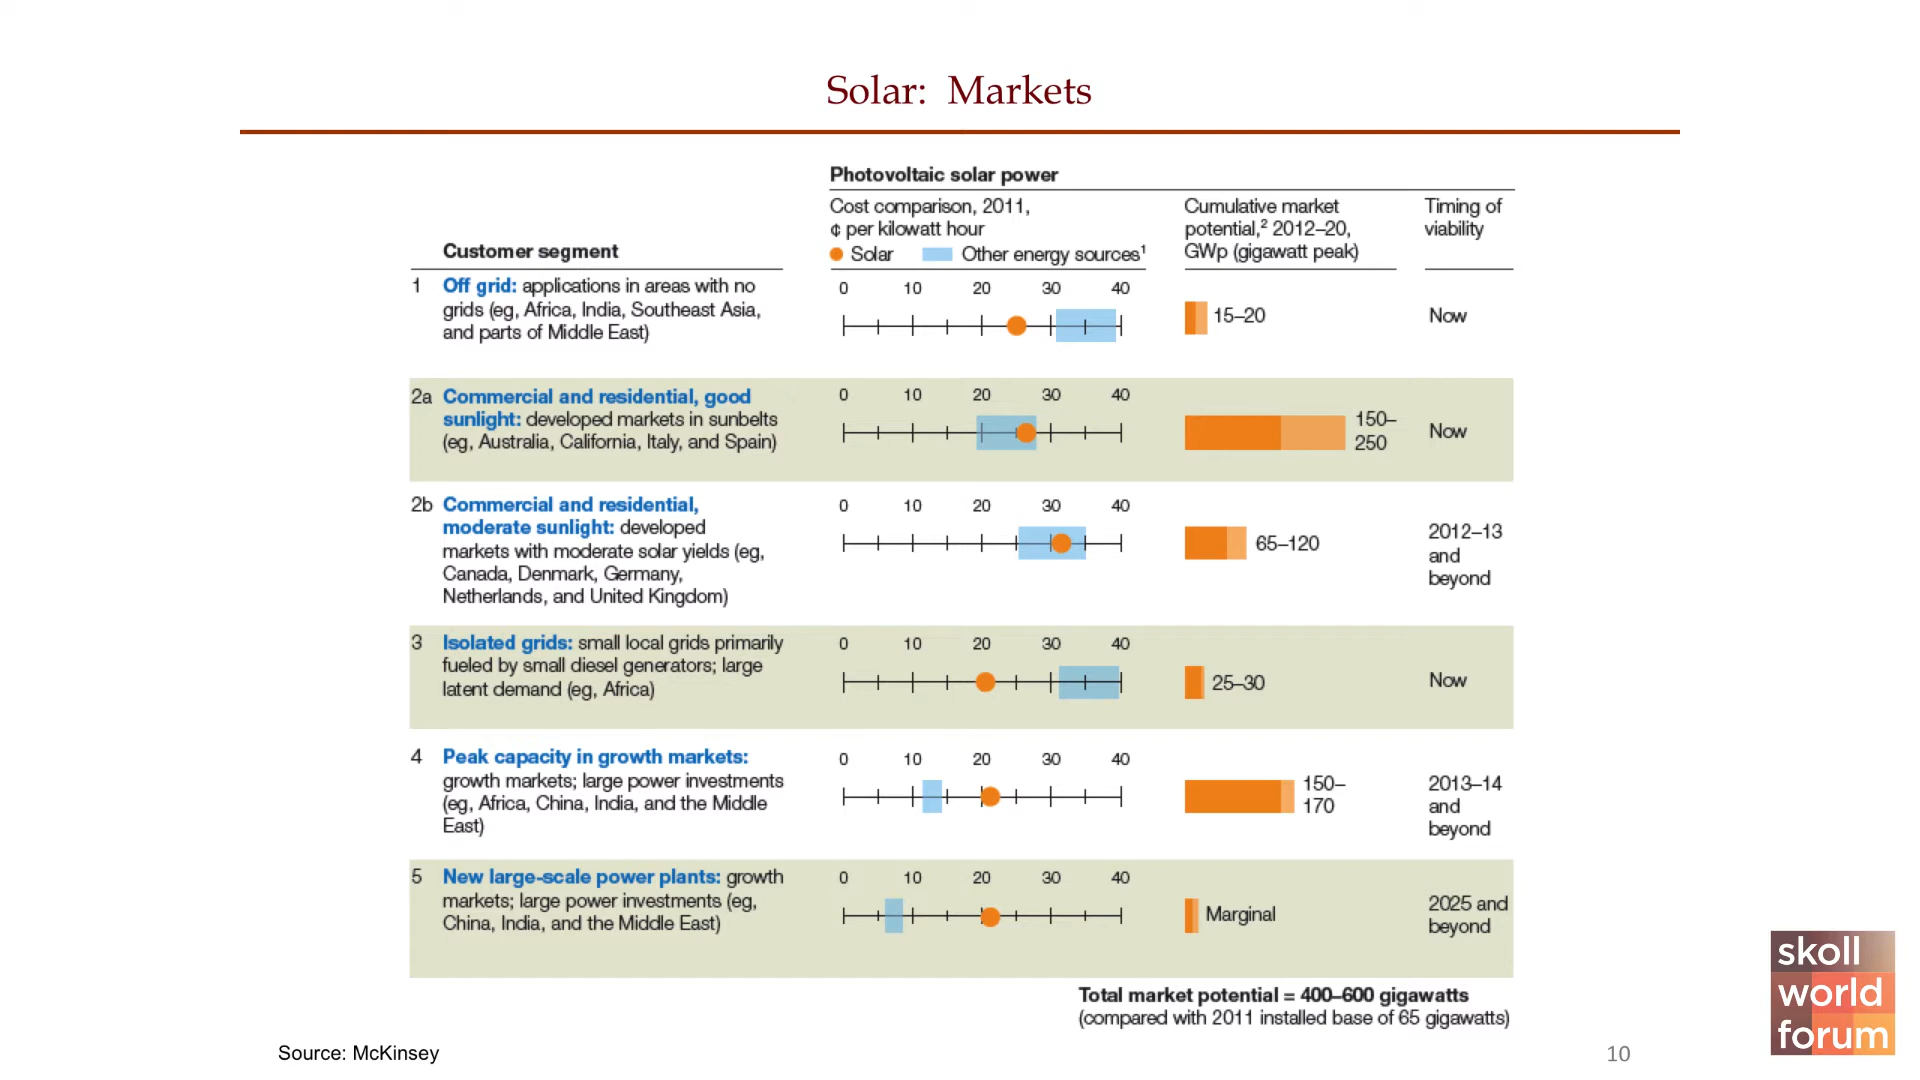 Solar: Markets
Photovoltaic solar power
Customer segment
Cost comparison, 2011,
¢ per kilowatt hour
Solar
Other energy sources¹
Cumulative market
potential,² 2012–20,
GWp (gigawatt peak)
Timing of
viability
1
Off grid: applications in areas with no
grids (eg, Africa, India, Southeast Asia,
and parts of Middle East)
0 10 20 30 40
15–20
Now
2a
Commercial and residential, good
sunlight: developed markets in sunbelts
(eg, Australia, California, Italy, and Spain)
0 10 20 30 40
150–
250
Now
2b
Commercial and residential,
moderate sunlight: developed
markets with moderate solar yields (eg,
Canada, Denmark, Germany,
Netherlands, and United Kingdom)
0 10 20 30 40
65–120
2012–13
and
beyond
3
Isolated grids: small local grids primarily
fueled by small diesel generators; large
latent demand (eg, Africa)
0 10 20 30 40
25–30
Now
4
Peak capacity in growth markets:
growth markets; large power investments
(eg, Africa, China, India, and the Middle
East)
0 10 20 30 40
150–
170
2013–14
and
beyond
5
New large-scale power plants: growth
markets; large power investments (eg,
China, India, and the Middle East)
0 10 20 30 40
Marginal
2025 and
beyond
Total market potential = 400–600 gigawatts
(compared with 2011 installed base of 65 gigawatts)
Source: McKinsey
10
skoll
world
forum